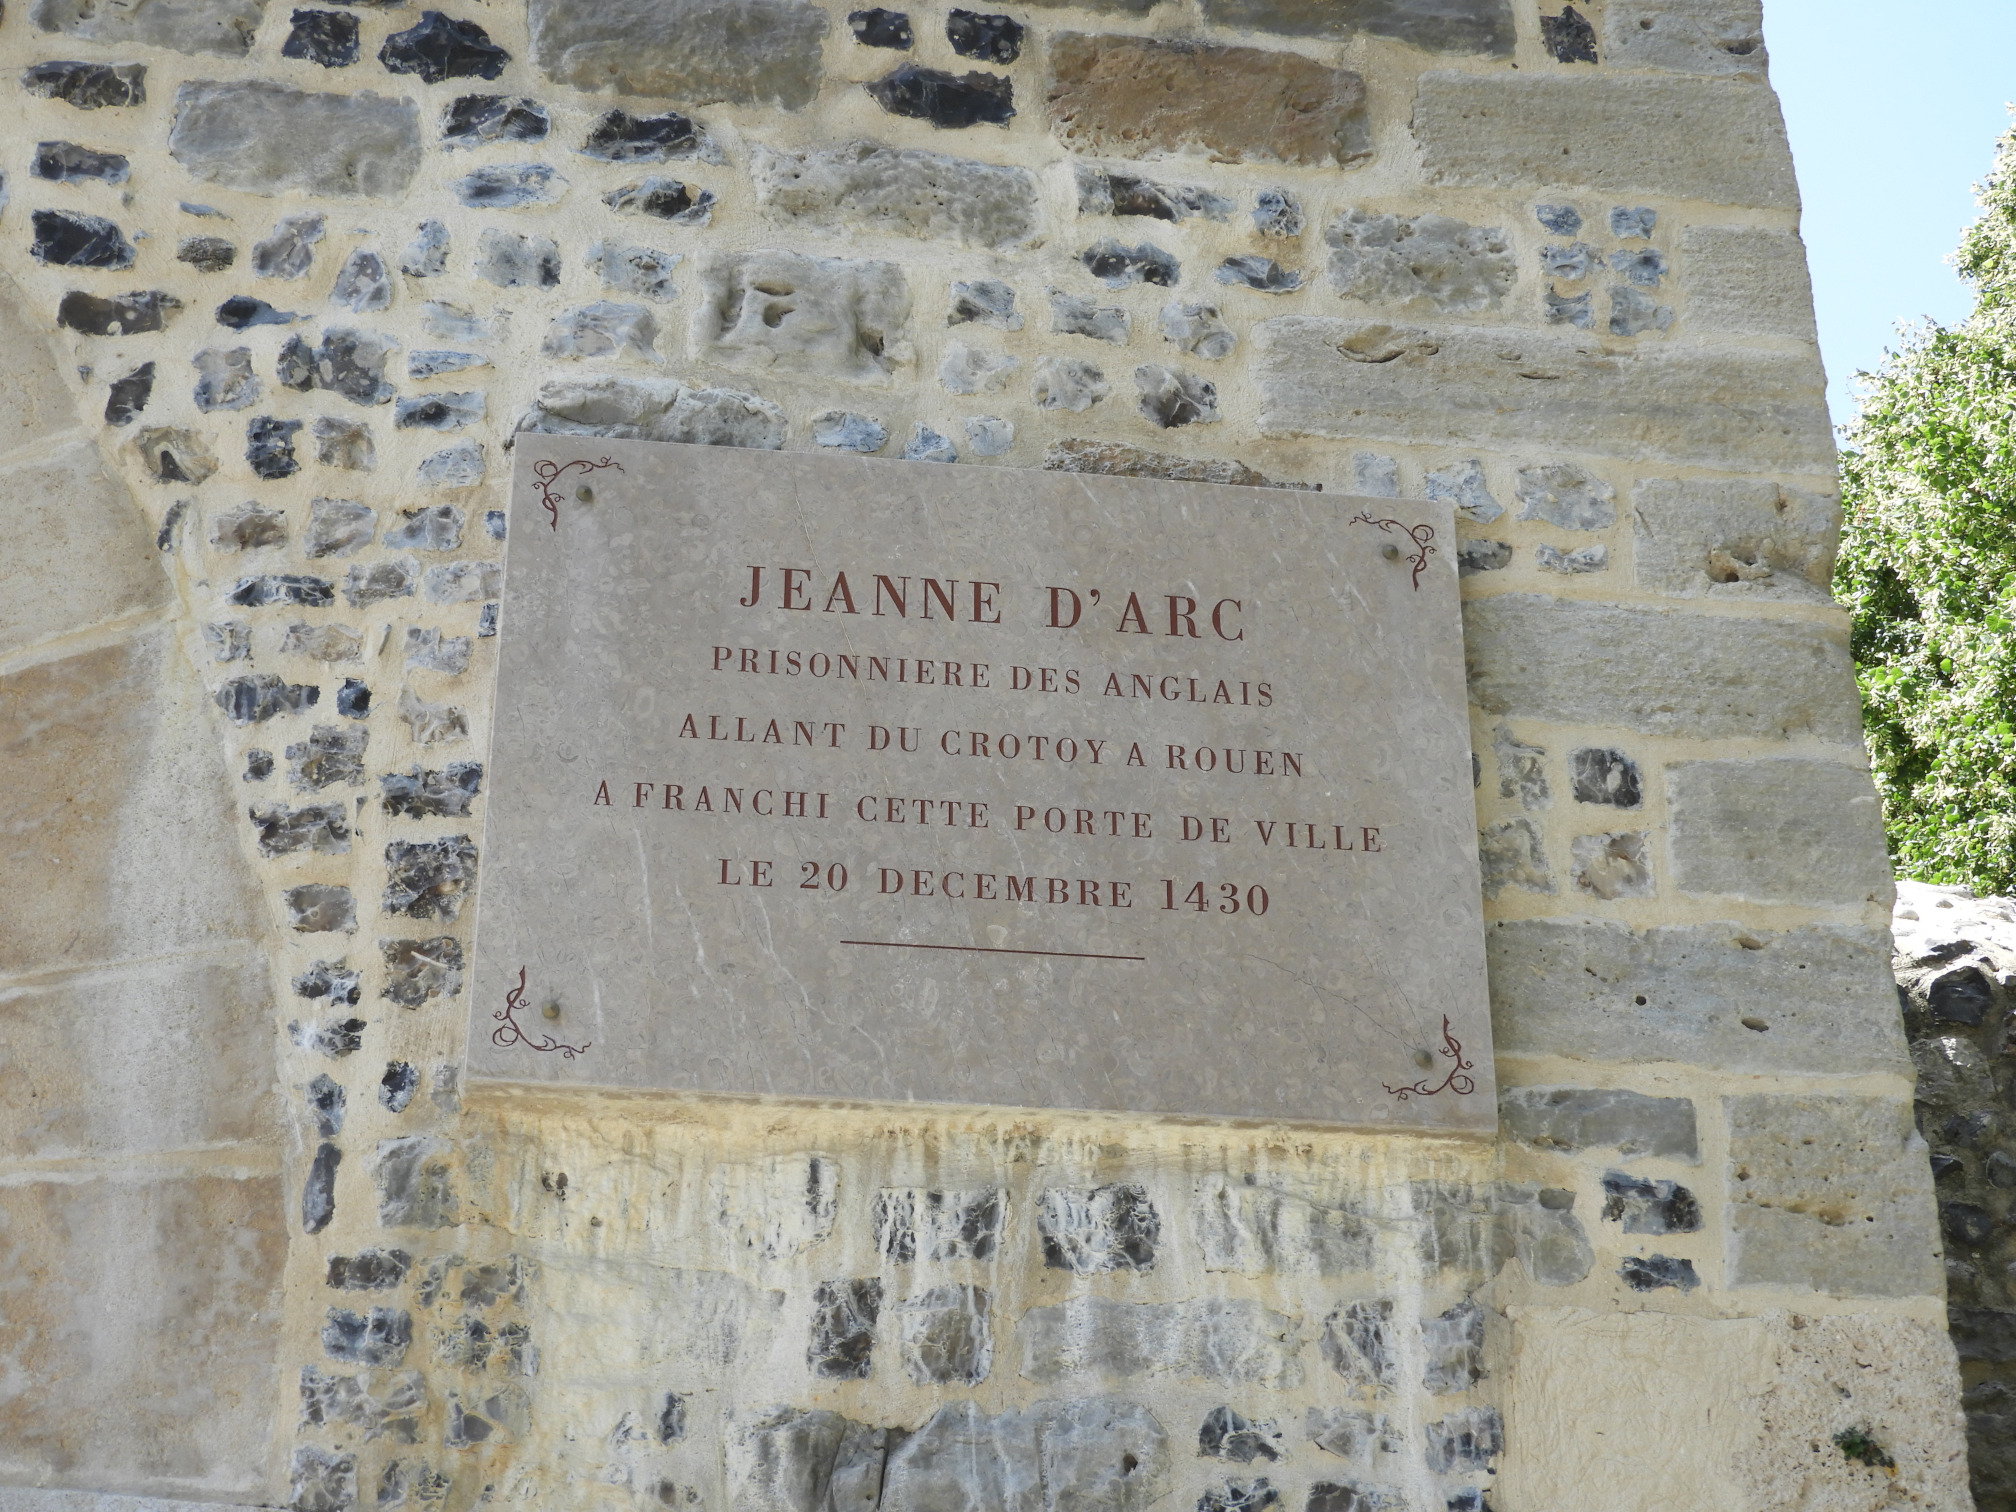 JEANNE D'ARC
PRISONNIERE DES ANGLAIS
ALLANT DU CROTOY A ROUEN
A FRANCHI CETTE PORTE DE VILLE
LE 20 DECEMBRE 1430